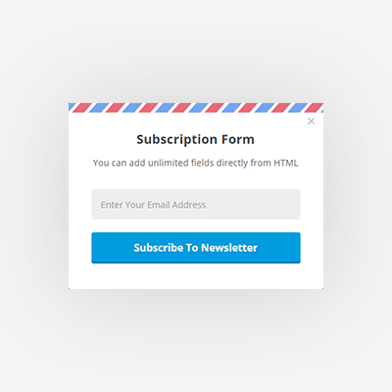 Subscription Form
You can add unlimited fields directly from HTML
Enter Your Email Address
Subscribe To Newsletter